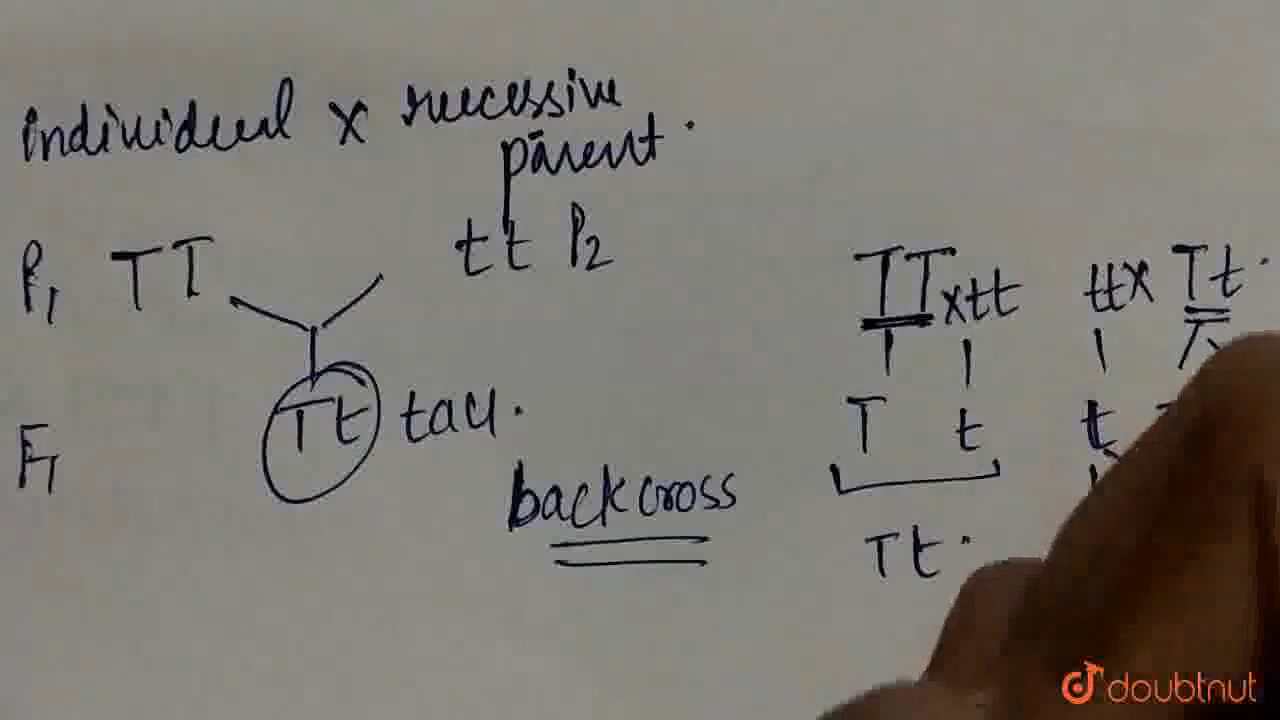 individual x recessive
parent.
P1 TT tt P2
TT x tt tt x Tt.
F1 Tt tall.
T t t
backcross
Tt.
doubtnut